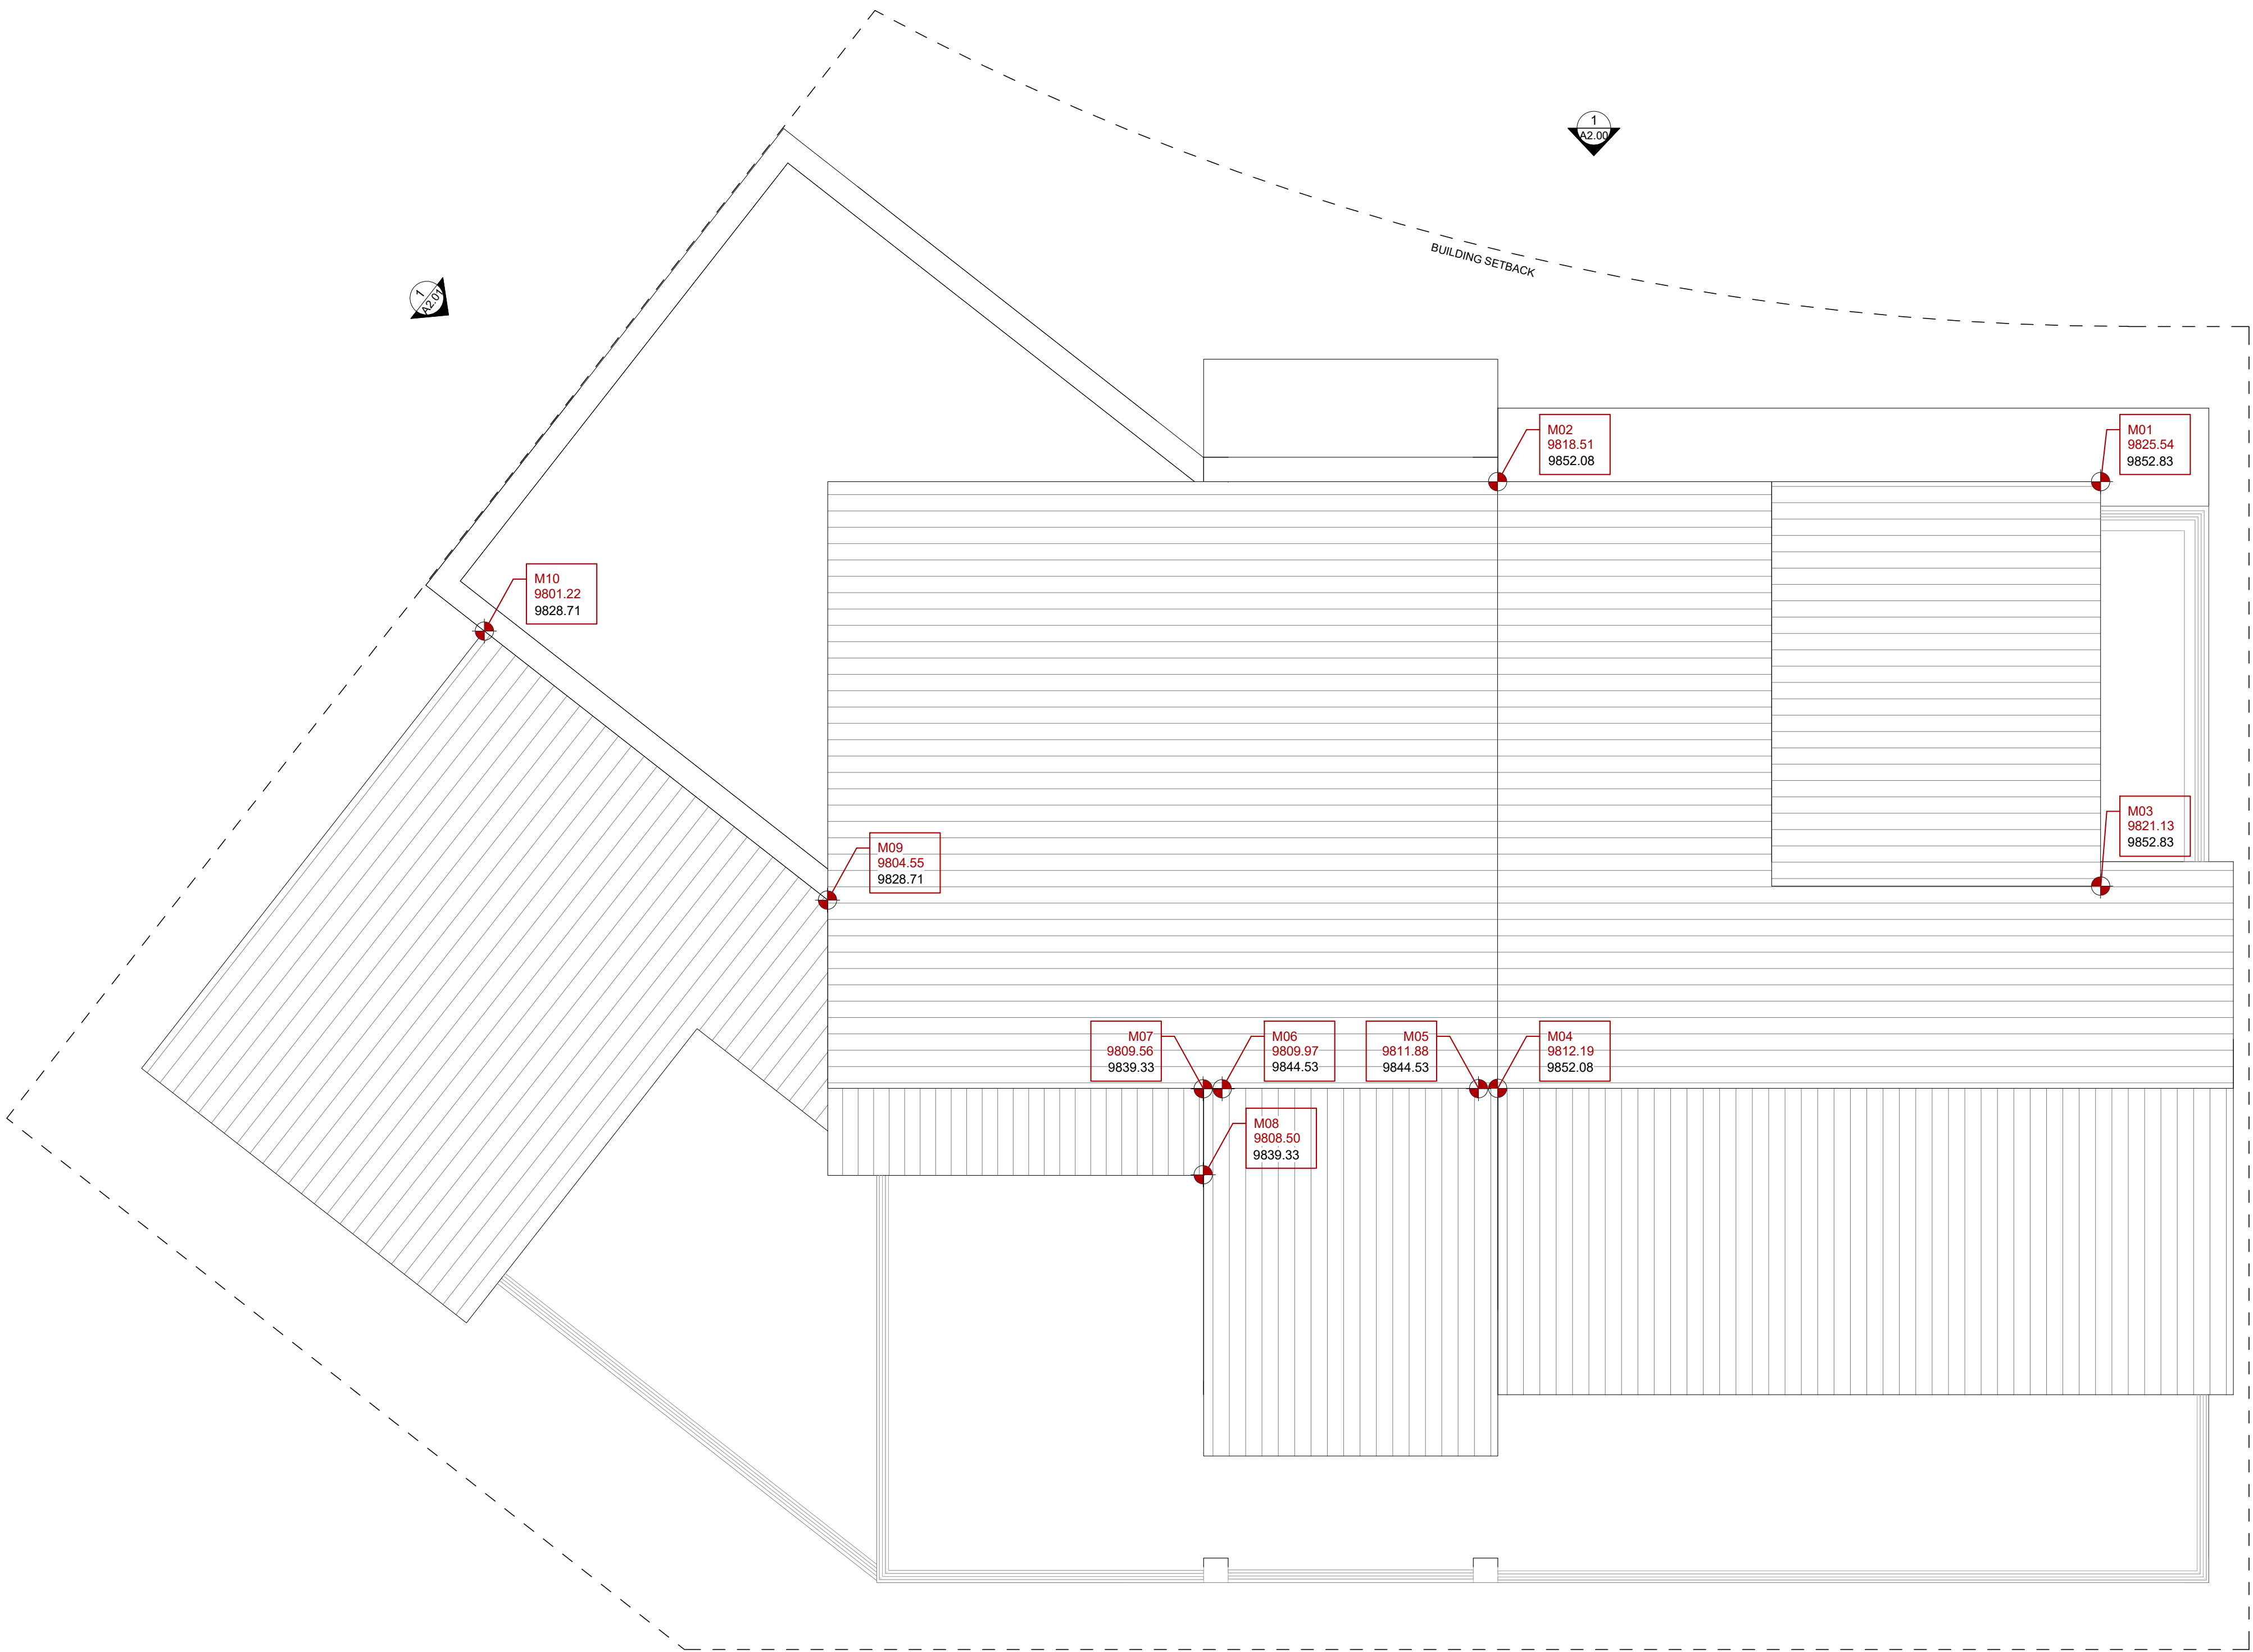 1
A2.00
BUILDING SETBACK
1
A2.01
M02
9818.51
9852.08
M01
9825.54
9852.83
M10
9801.22
9828.71
M03
9821.13
9852.83
M09
9804.55
9828.71
M07
9809.56
9839.33
M06
9809.97
9844.53
M05
9811.88
9844.53
M04
9812.19
9852.08
M08
9808.50
9839.33